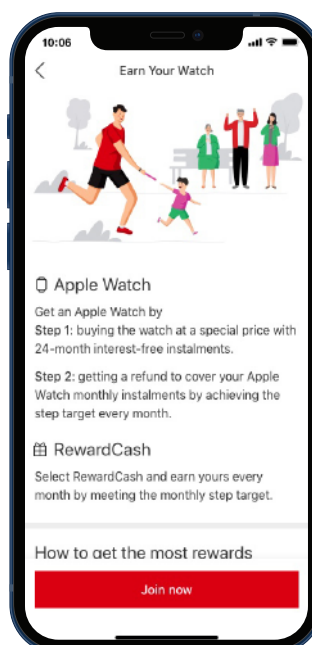 10:06
Earn Your Watch
Apple Watch
Get an Apple Watch by
Step 1: buying the watch at a special price with
24-month interest-free instalments.
Step 2: getting a refund to cover your Apple
Watch monthly instalments by achieving the
step target every month.
RewardCash
Select RewardCash and earn yours every
month by meeting the monthly step target.
How to get the most rewards
Join now